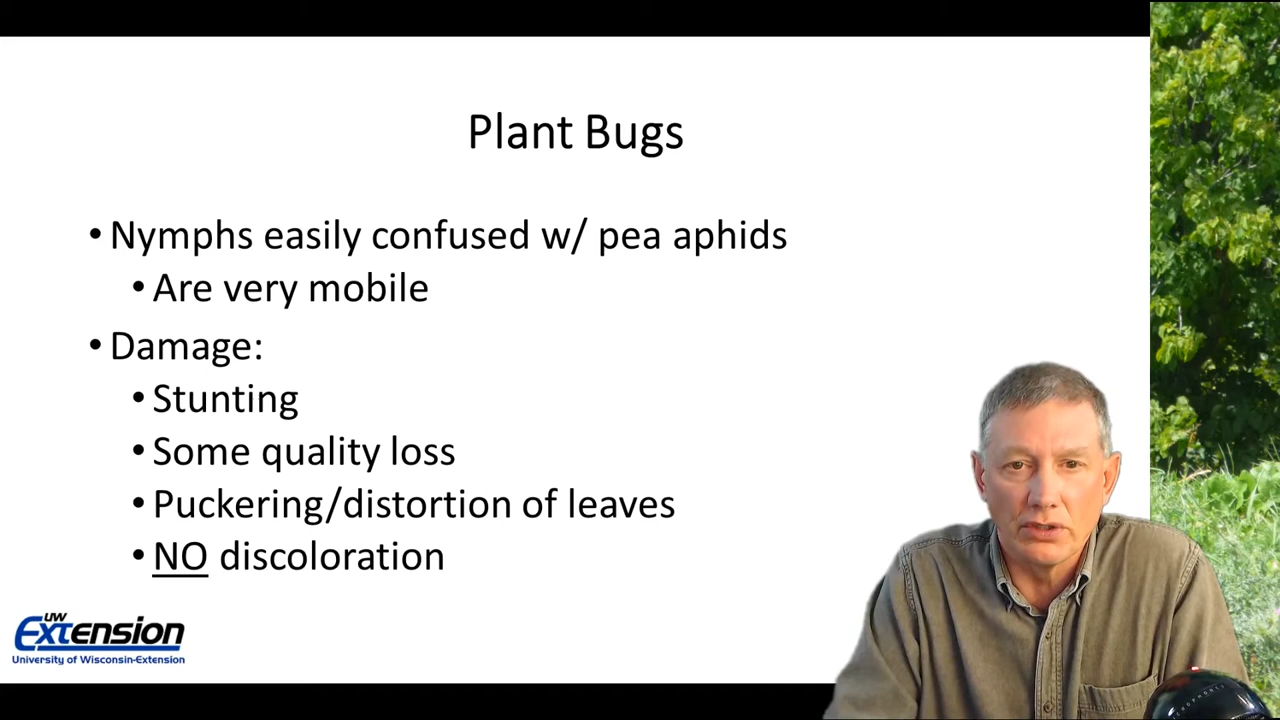 Plant Bugs
• Nymphs easily confused w/ pea aphids
• Are very mobile
• Damage:
• Stunting
• Some quality loss
• Puckering/distortion of leaves
• NO discoloration
UW
Extension
University of Wisconsin-Extension